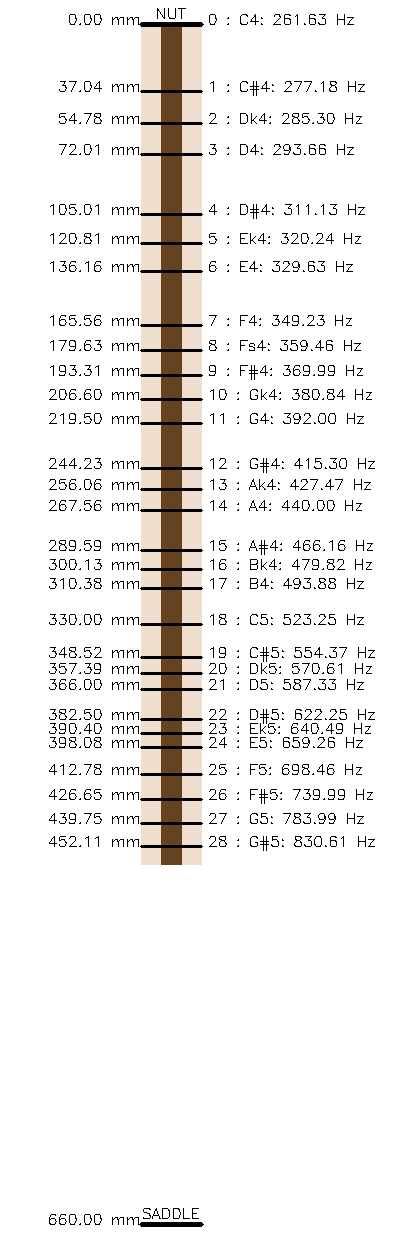 NUT
0.00 mm 0 : C4: 261.63 Hz
37.04 mm 1 : C#4: 277.18 Hz
54.78 mm 2 : Dk4: 285.30 Hz
72.01 mm 3 : D4: 293.66 Hz
105.01 mm 4 : D#4: 311.13 Hz
120.81 mm 5 : Ek4: 320.24 Hz
136.16 mm 6 : E4: 329.63 Hz
165.56 mm 7 : F4: 349.23 Hz
179.63 mm 8 : Fs4: 359.46 Hz
193.31 mm 9 : F#4: 369.99 Hz
206.60 mm 10 : Gk4: 380.84 Hz
219.50 mm 11 : G4: 392.00 Hz
244.23 mm 12 : G#4: 415.30 Hz
256.06 mm 13 : Ak4: 427.47 Hz
267.56 mm 14 : A4: 440.00 Hz
289.59 mm 15 : A#4: 466.16 Hz
300.13 mm 16 : Bk4: 479.82 Hz
310.38 mm 17 : B4: 493.88 Hz
330.00 mm 18 : C5: 523.25 Hz
348.52 mm 19 : C#5: 554.37 Hz
357.39 mm 20 : Dk5: 570.61 Hz
366.00 mm 21 : D5: 587.33 Hz
382.50 mm 22 : D#5: 622.25 Hz
390.40 mm 23 : Ek5: 640.49 Hz
398.08 mm 24 : E5: 659.26 Hz
412.78 mm 25 : F5: 698.46 Hz
426.65 mm 26 : F#5: 739.99 Hz
439.75 mm 27 : G5: 783.99 Hz
452.11 mm 28 : G#5: 830.61 Hz
660.00 mm SADDLE